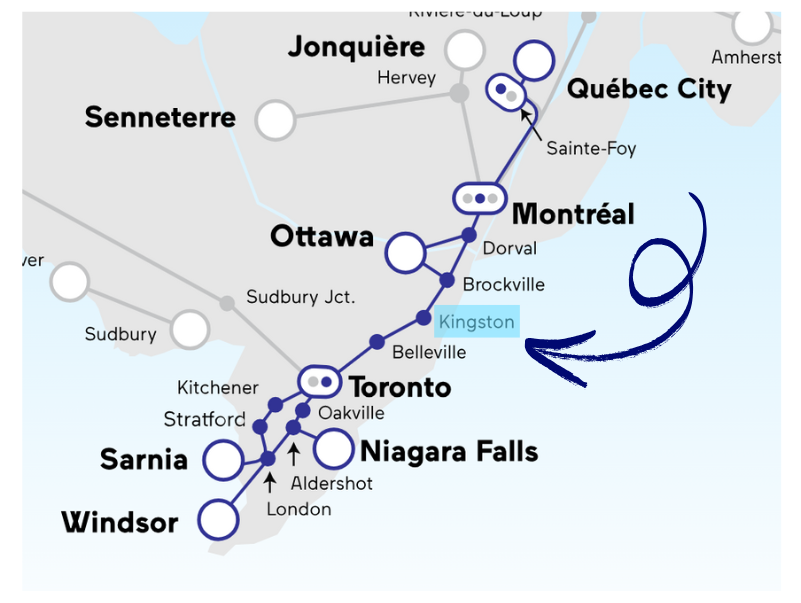 Rivière-du-Loup
Jonquière
Amherst
Hervey
Québec City
Senneterre
Sainte-Foy
Montréal
Ottawa
Dorval
ver
Brockville
Sudbury Jct.
Kingston
Sudbury
Belleville
Kitchener
Toronto
Stratford
Oakville
Sarnia
Niagara Falls
Aldershot
London
Windsor